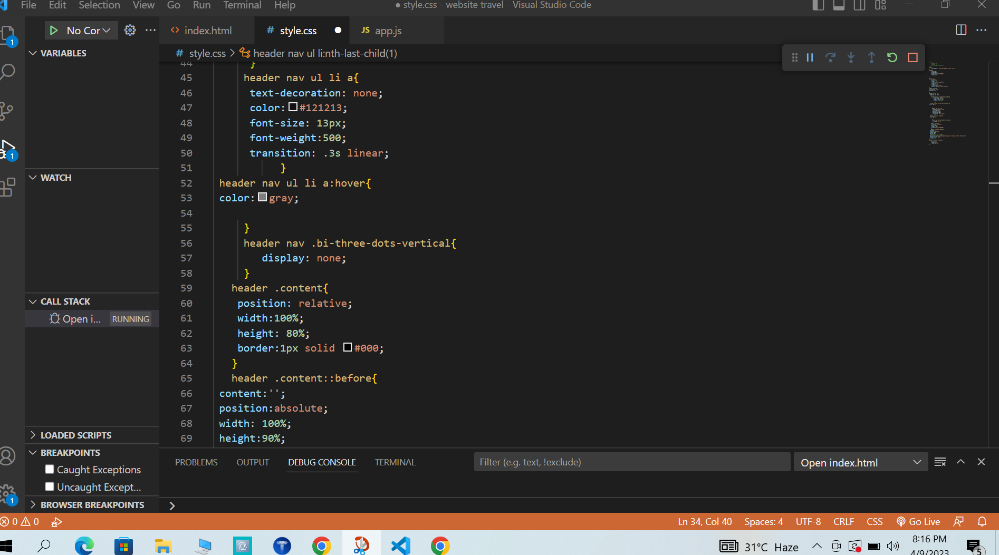 File Edit Selection View Go Run Terminal Help
● style.css - website travel - Visual Studio Code
No Cor
index.html
# style.css
JS app.js
VARIABLES
# style.css > header nav ul li:nth-last-child(1)
44 }
45 header nav ul li a{
46 text-decoration: none;
47 color: #121213;
48 font-size: 13px;
49 font-weight:500;
50 transition: .3s linear;
51 }
52 header nav ul li a:hover{
53 color: gray;
54
55 }
56 header nav .bi-three-dots-vertical{
57 display: none;
58 }
59 header .content{
60 position: relative;
61 width:100%;
62 height: 80%;
63 border:1px solid #000;
64 }
65 header .content::before{
66 content:'';
67 position:absolute;
68 width: 100%;
69 height:90%;
1
1
1
WATCH
CALL STACK
Open i... RUNNING
LOADED SCRIPTS
BREAKPOINTS
Caught Exceptions
Uncaught Except...
BROWSER BREAKPOINTS
PROBLEMS OUTPUT DEBUG CONSOLE TERMINAL
Filter (e.g. text, !exclude)
Open index.html
0 0
Ln 34, Col 40 Spaces: 4 UTF-8 CRLF CSS Go Live
T
31°C Haze
8:16 PM
4/9/2023
5